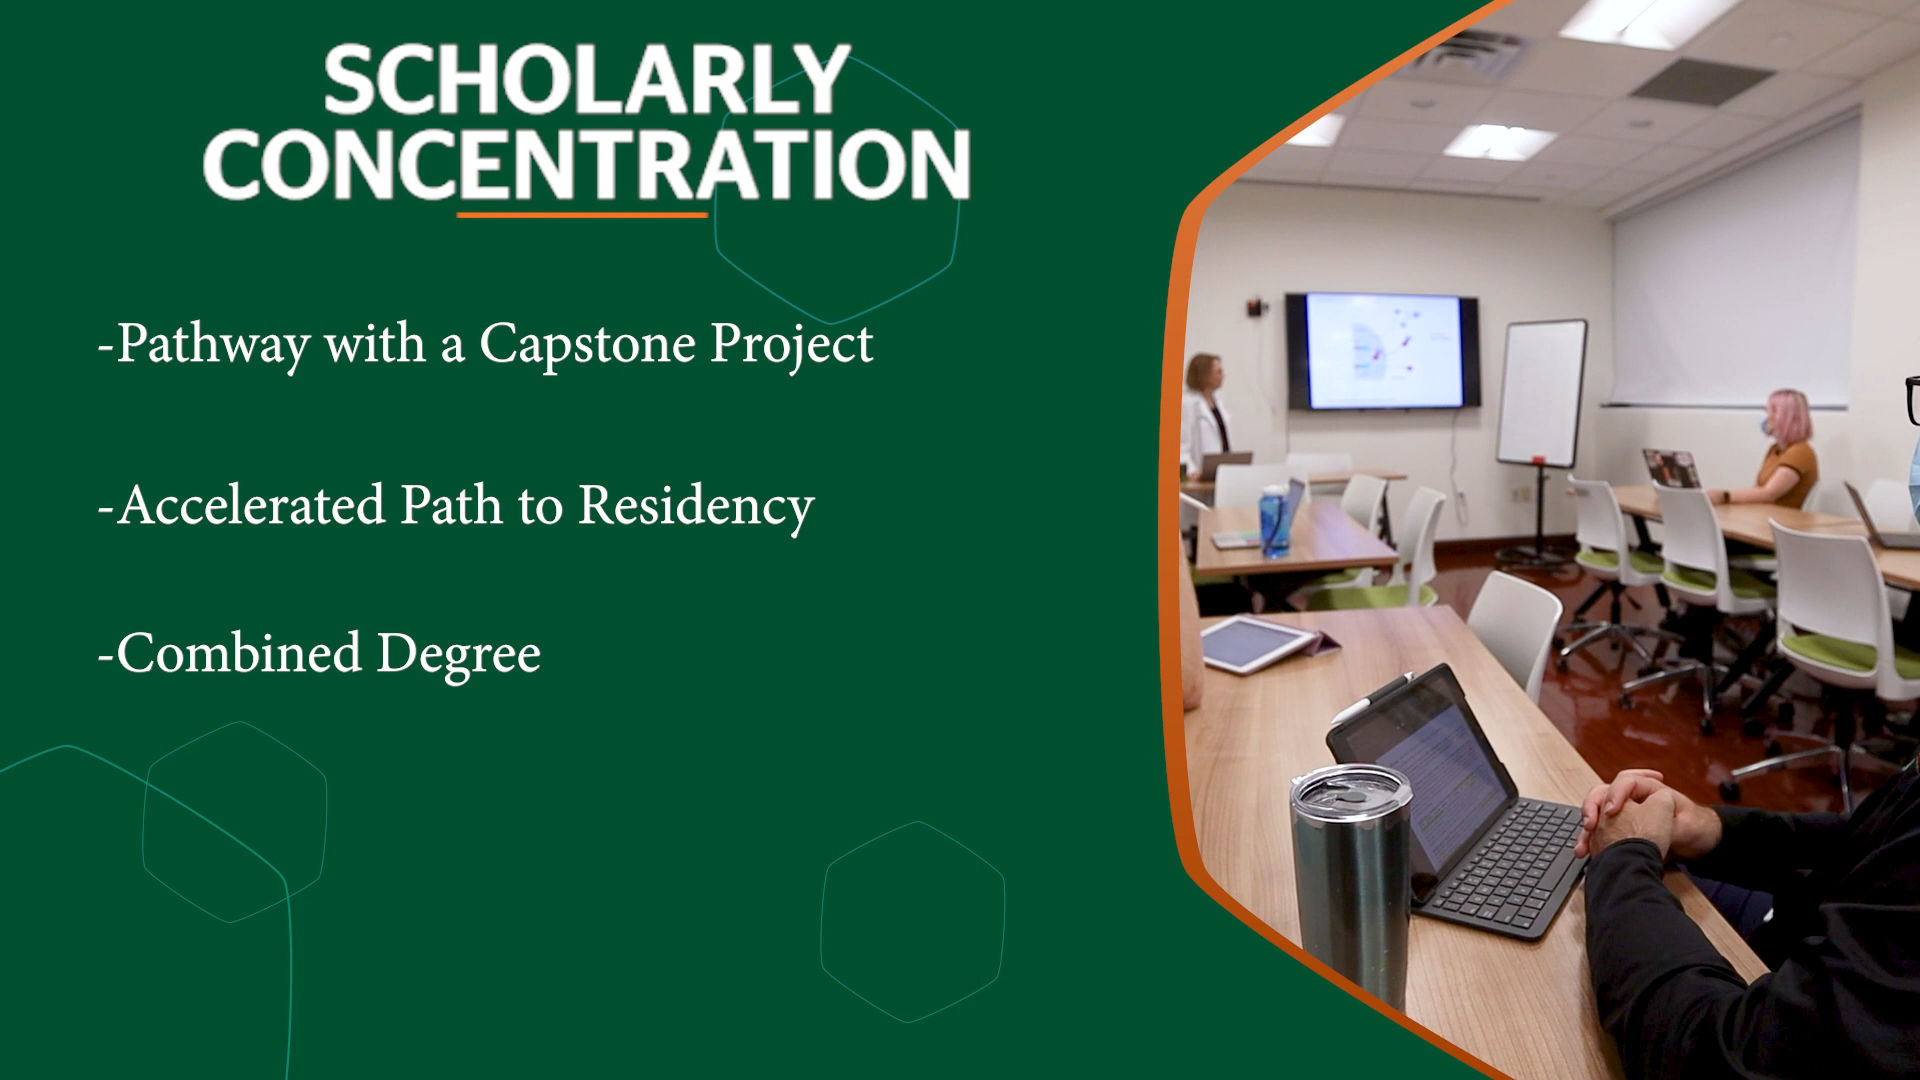 SCHOLARLY
CONCENTRATION
-Pathway with a Capstone Project
-Accelerated Path to Residency
-Combined Degree